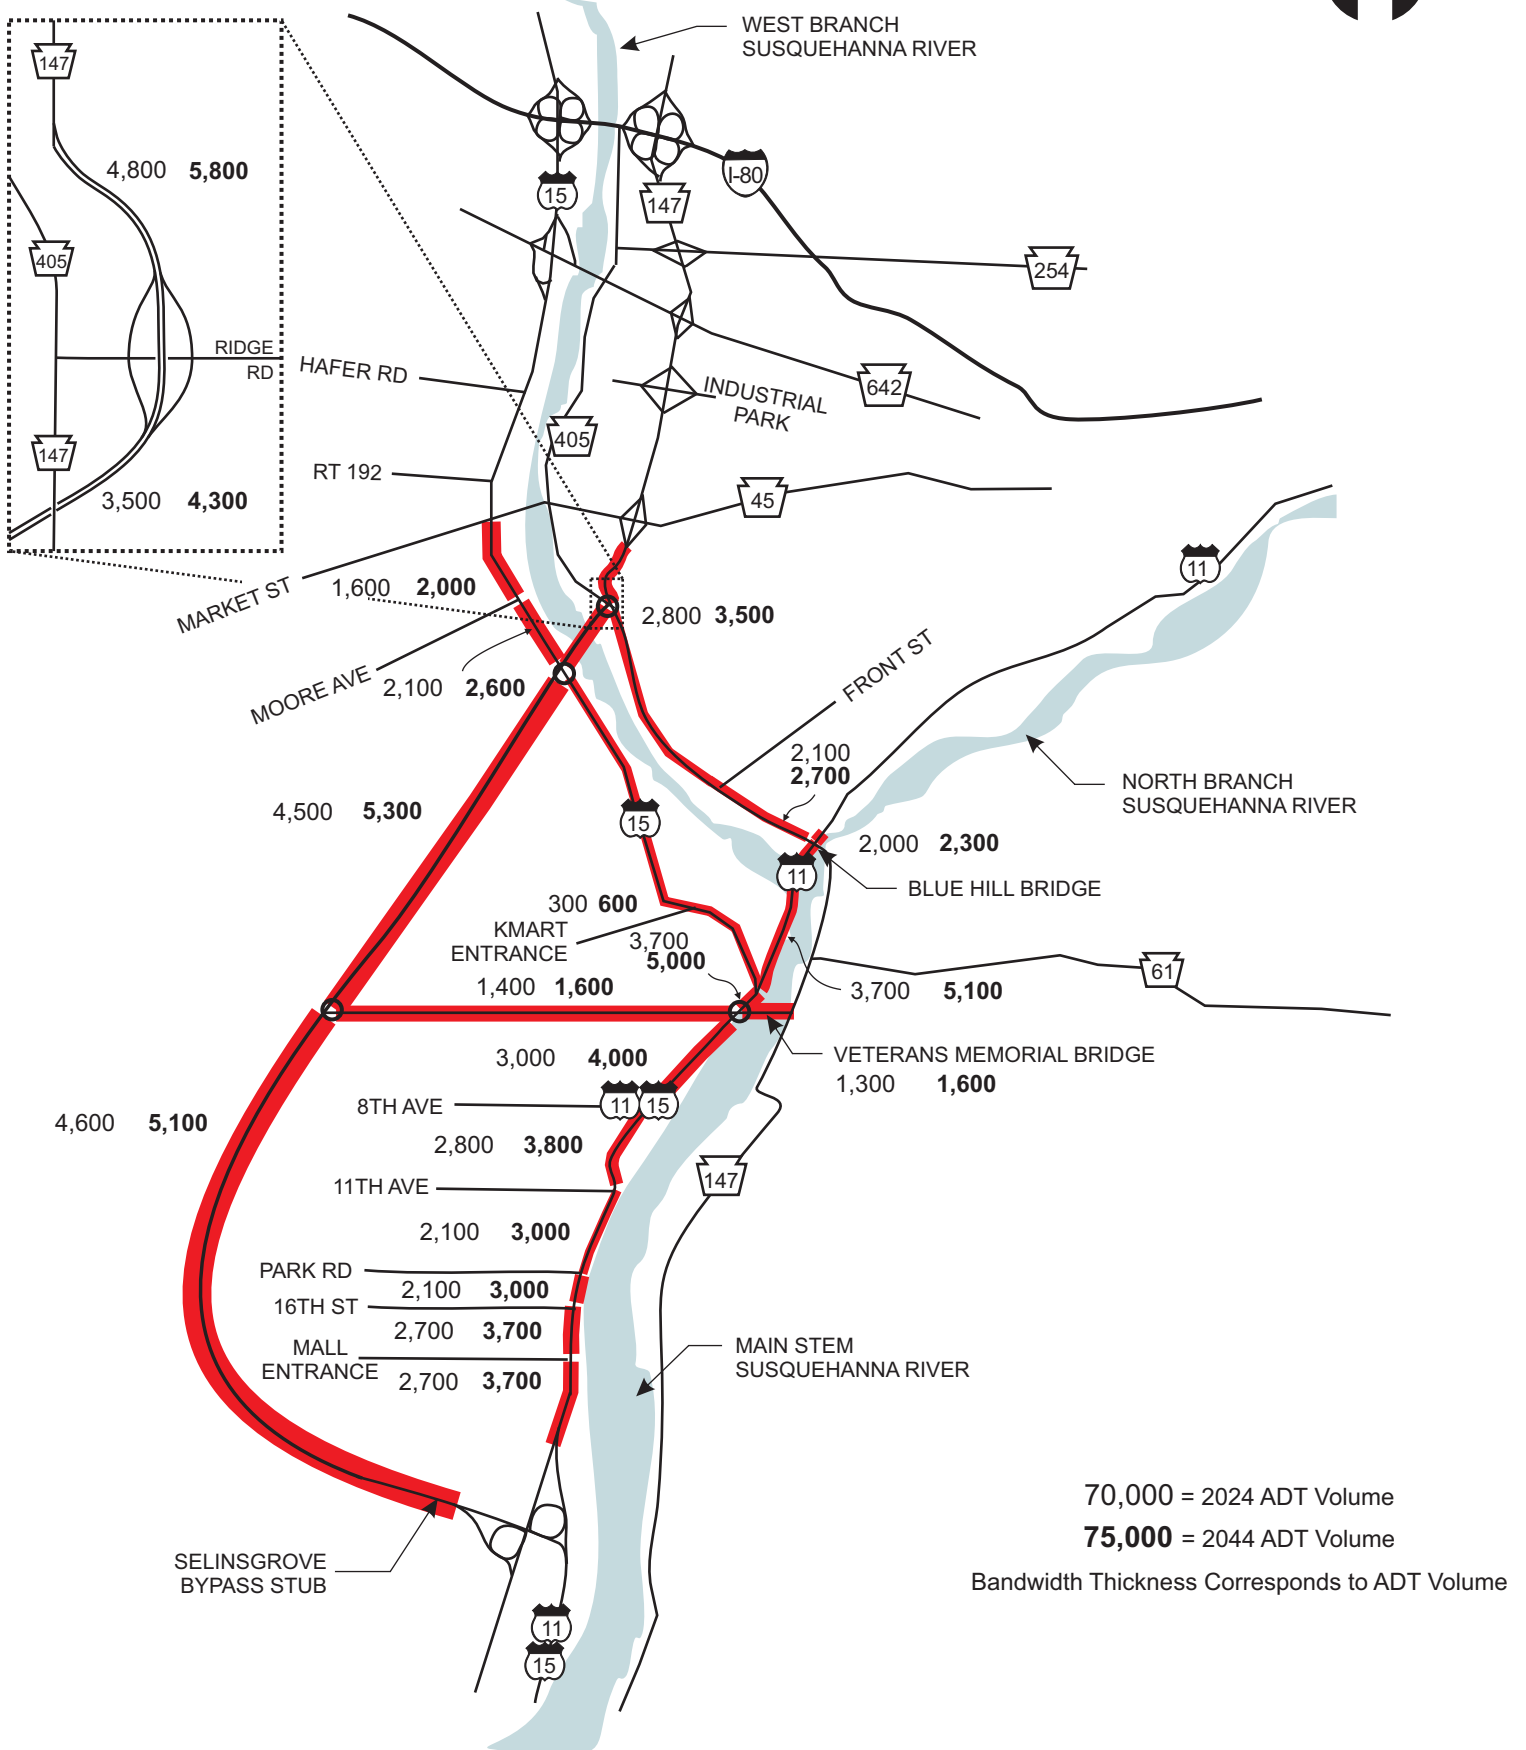 WEST BRANCH
SUSQUEHANNA RIVER
147
4,800 5,800
I-80
15
147
405
254
RIDGE
RD
HAFER RD
642
INDUSTRIAL
PARK
405
147
RT 192
3,500 4,300
45
11
MARKET ST
1,600 2,000
2,800 3,500
MOORE AVE
2,100 2,600
FRONT ST
2,100
2,700
NORTH BRANCH
SUSQUEHANNA RIVER
4,500 5,300
15
2,000 2,300
11
BLUE HILL BRIDGE
300 600
KMART
ENTRANCE
3,700
5,000
61
1,400 1,600
3,700 5,100
3,000 4,000
VETERANS MEMORIAL BRIDGE
1,300 1,600
8TH AVE
11
15
4,600 5,100
2,800 3,800
147
11TH AVE
2,100 3,000
PARK RD
2,100 3,000
16TH ST
2,700 3,700
MALL
ENTRANCE
2,700 3,700
MAIN STEM
SUSQUEHANNA RIVER
70,000 = 2024 ADT Volume
75,000 = 2044 ADT Volume
Bandwidth Thickness Corresponds to ADT Volume
SELINSGROVE
BYPASS STUB
11
15